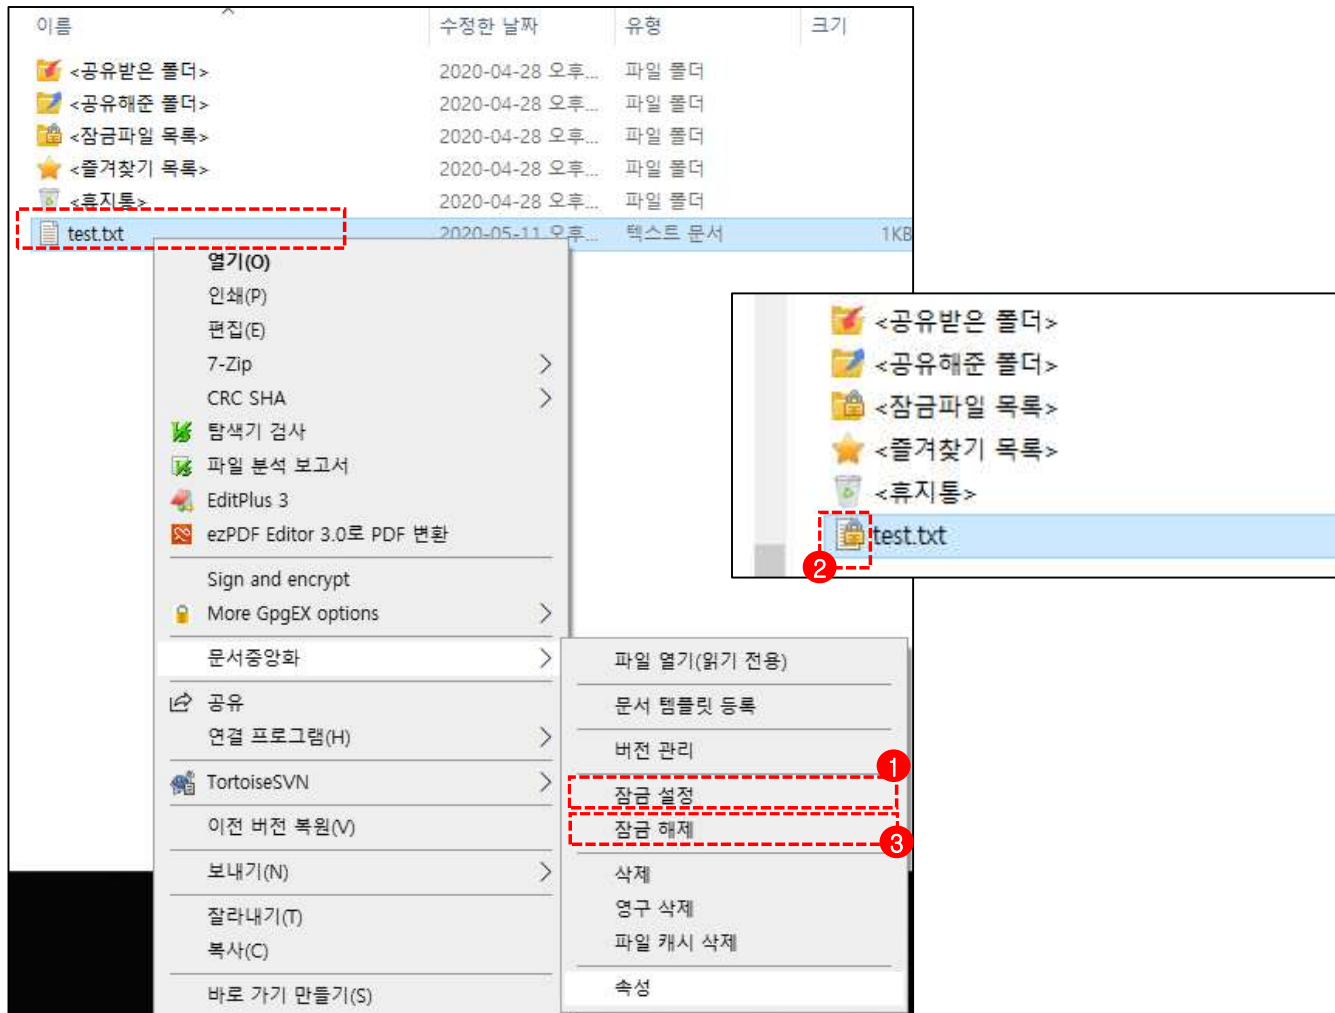 이름 수정한 날짜 유형 크기
<공유받은 폴더> 2020-04-28 오후... 파일 폴더
<공유해준 폴더> 2020-04-28 오후... 파일 폴더
<잠금파일 목록> 2020-04-28 오후... 파일 폴더
<즐겨찾기 목록> 2020-04-28 오후... 파일 폴더
<휴지통> 2020-04-28 오후... 파일 폴더
test.txt 2020-05-11 오후... 텍스트 문서 1KB
열기(O)
인쇄(P)
편집(E)
7-Zip
CRC SHA
탐색기 검사
파일 분석 보고서
EditPlus 3
ezPDF Editor 3.0로 PDF 변환
Sign and encrypt
More GpgEX options
문서중앙화
공유
연결 프로그램(H)
TortoiseSVN
이전 버전 복원(V)
보내기(N)
잘라내기(T)
복사(C)
바로 가기 만들기(S)
파일 열기(읽기 전용)
문서 템플릿 등록
버전 관리
1
잠금 설정
잠금 해제
3
삭제
영구 삭제
파일 캐시 삭제
속성
<공유받은 폴더>
<공유해준 폴더>
<잠금파일 목록>
<즐겨찾기 목록>
<휴지통>
test.txt
2